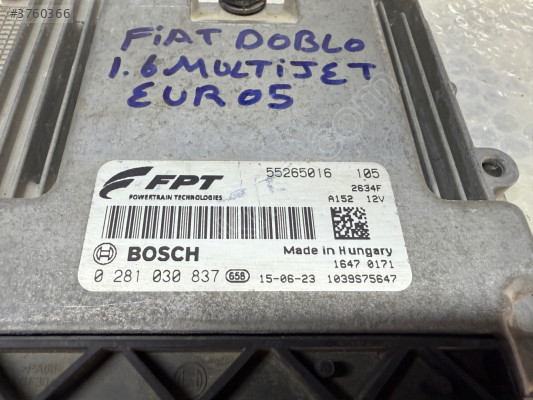 #3760366
FiAT DOBLO
1.6 MULTiJET
EURO5
FPT
POWERTRAIN TECHNOLOGIES
55265016 105
2634F
A152 12V
BOSCH
Made in Hungary
1647 0171
0 281 030 837 658 15-06-23 1039S75647